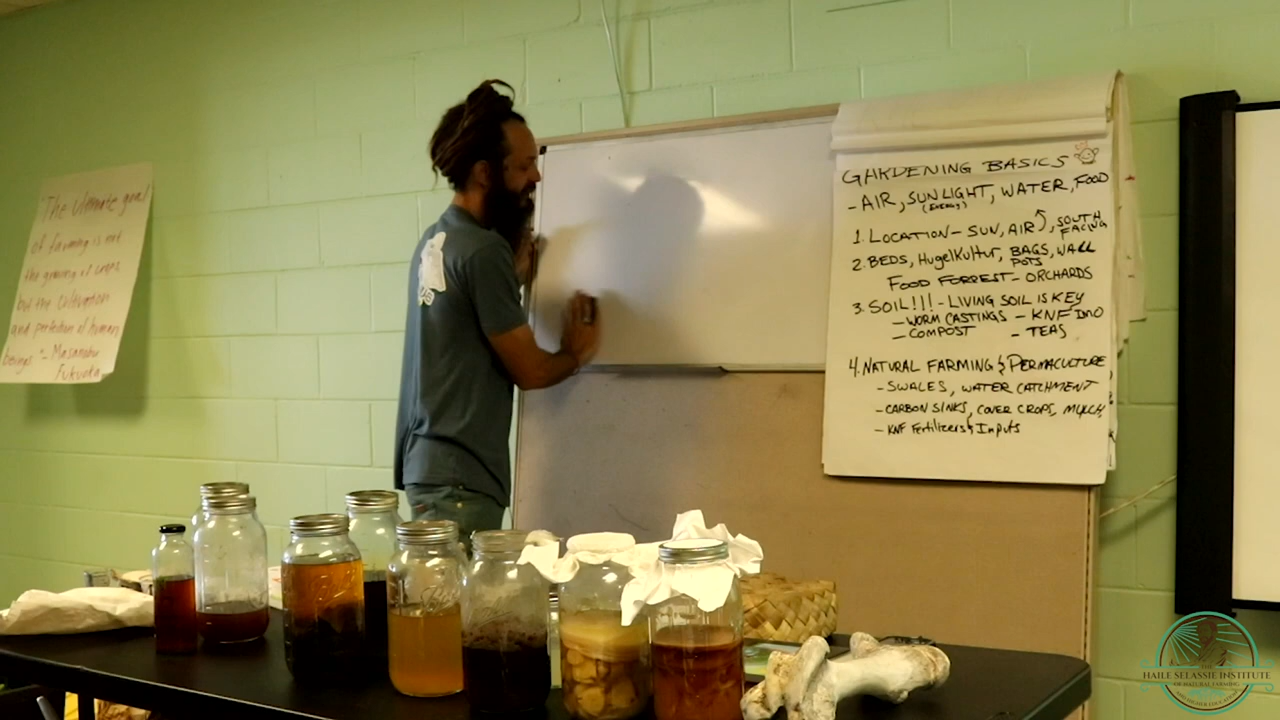 "The Ultimate goal
of farming is not
the growing of crops
but the cultivation
and perfection of human
beings" - Masanobu
Fukuoka
GARDENING BASICS
- AIR, SUNLIGHT, WATER, FOOD
(ENERGY)
1. LOCATION - SUN, AIR, SOUTH
FACING
2. BEDS, HugelKultur, BAGS, WALL
POTS
FOOD FORREST - ORCHARDS
3. SOIL!!! - LIVING SOIL IS KEY
- WORM CASTINGS - KNF IMO
- COMPOST - TEAS
4. NATURAL FARMING & PERMACULTURE
- SWALES, WATER CATCHMENT
- CARBON SINKS, COVER CROPS, MULCH
- KNF Fertilizers & Inputs
HAILE SELASSIE INSTITUTE
OF NATURAL FARMING